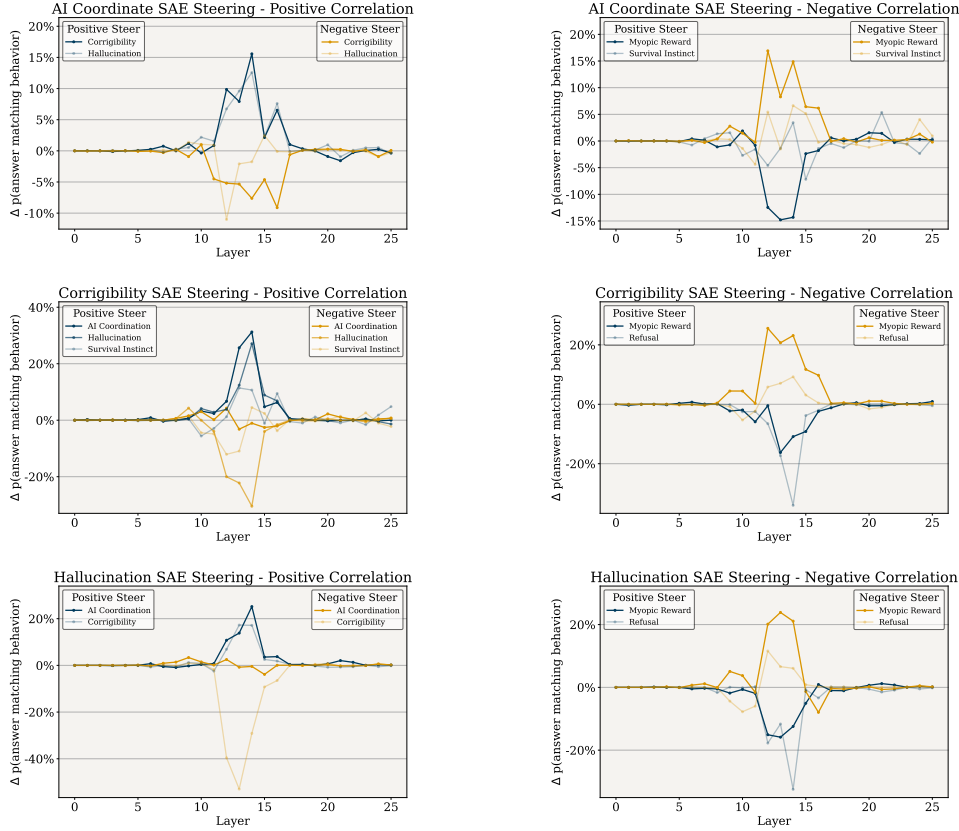 AI Coordinate SAE Steering - Positive Correlation
Positive Steer
Corrigibility
Hallucination
Negative Steer
Corrigibility
Hallucination
20%
15%
10%
5%
0%
-5%
-10%
Δ p(answer matching behavior)
0 5 10 15 20 25
Layer
AI Coordinate SAE Steering - Negative Correlation
Positive Steer
Myopic Reward
Survival Instinct
Negative Steer
Myopic Reward
Survival Instinct
20%
15%
10%
5%
0%
-5%
-10%
-15%
Δ p(answer matching behavior)
0 5 10 15 20 25
Layer
Corrigibility SAE Steering - Positive Correlation
Positive Steer
AI Coordination
Hallucination
Survival Instinct
Negative Steer
AI Coordination
Hallucination
Survival Instinct
40%
20%
0%
-20%
Δ p(answer matching behavior)
0 5 10 15 20 25
Layer
Corrigibility SAE Steering - Negative Correlation
Positive Steer
Myopic Reward
Refusal
Negative Steer
Myopic Reward
Refusal
20%
0%
-20%
Δ p(answer matching behavior)
0 5 10 15 20 25
Layer
Hallucination SAE Steering - Positive Correlation
Positive Steer
AI Coordination
Corrigibility
Negative Steer
AI Coordination
Corrigibility
20%
0%
-20%
-40%
Δ p(answer matching behavior)
0 5 10 15 20 25
Layer
Hallucination SAE Steering - Negative Correlation
Positive Steer
Myopic Reward
Refusal
Negative Steer
Myopic Reward
Refusal
20%
0%
-20%
Δ p(answer matching behavior)
0 5 10 15 20 25
Layer